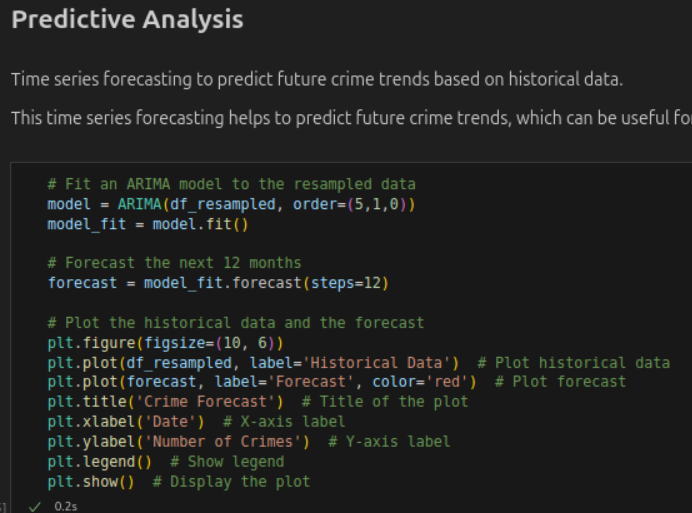 Predictive Analysis
Time series forecasting to predict future crime trends based on historical data.
This time series forecasting helps to predict future crime trends, which can be useful
# Fit an ARIMA model to the resampled data
model = ARIMA(df_resampled, order=(5,1,0))
model_fit = model.fit()
# Forecast the next 12 months
forecast = model_fit.forecast(steps=12)
# Plot the historical data and the forecast
plt.figure(figsize=(10, 6))
plt.plot(df_resampled, label='Historical Data')  # Plot historical data
plt.plot(forecast, label='Forecast', color='red')  # Plot forecast
plt.title('Crime Forecast')  # Title of the plot
plt.xlabel('Date')  # X-axis label
plt.ylabel('Number of Crimes')  # Y-axis label
plt.legend()  # Show legend
plt.show()  # Display the plot
✓ 0.2s